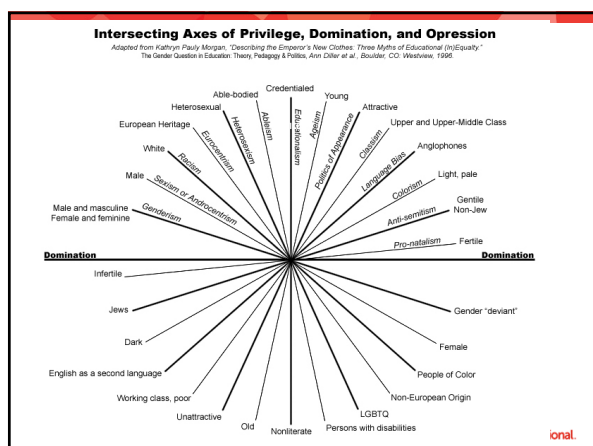 Intersecting Axes of Privilege, Domination, and Opression
Adapted from Kathryn Pauly Morgan, "Describing the Emperor's New Clothes: Three Myths of Educational (In)Equality."
The Gender Question in Education: Theory, Pedagogy & Politics, Ann Diller et al., Boulder, CO: Westview, 1996.
Credentialed
Able-bodied
Young
Heterosexual
Attractive
European Heritage
Upper and Upper-Middle Class
White
Anglophones
Male
Light, pale
Male and masculine
Female and feminine
Gentile
Non-Jew
Fertile
Genderism
Sexism or Androcentrism
Racism
Eurocentrism
Heterosexism
Ableism
Educationalism
Ageism
Politics of Appearance
Classism
Language Bias
Colorism
Anti-semitism
Pro-natalism
Domination
Domination
Infertile
Jews
Dark
English as a second language
Working class, poor
Unattractive
Old
Nonliterate
Persons with disabilities
LGBTQ
Non-European Origin
People of Color
Female
Gender "deviant"
ional.